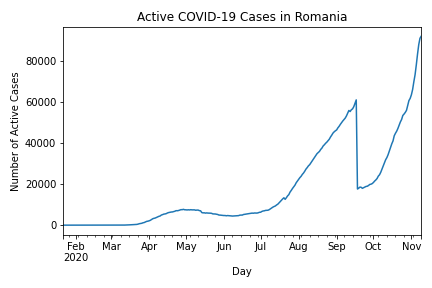 Active COVID-19 Cases in Romania
Number of Active Cases
80000
60000
40000
20000
0
Feb Mar Apr May Jun Jul Aug Sep Oct Nov
2020
Day